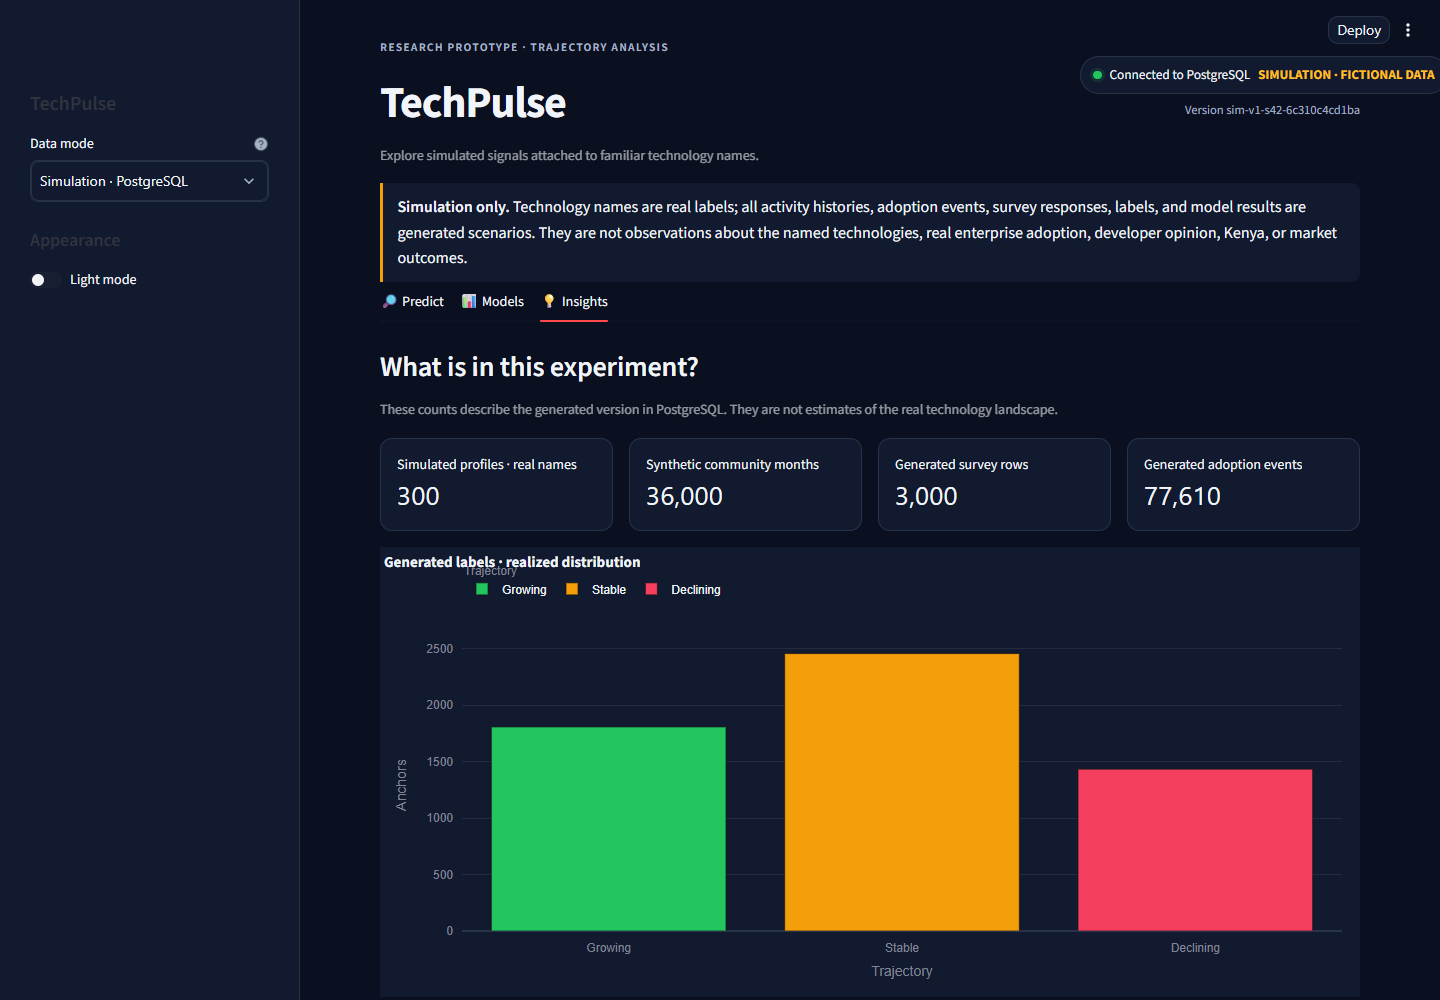 Deploy
RESEARCH PROTOTYPE · TRAJECTORY ANALYSIS
Connected to PostgreSQL SIMULATION · FICTIONAL DATA
TechPulse
TechPulse
Version sim-v1-s42-6c310c4cd1ba
Data mode
?
Simulation · PostgreSQL
Appearance
Light mode
Explore simulated signals attached to familiar technology names.
Simulation only. Technology names are real labels; all activity histories, adoption events, survey responses, labels, and model results are
generated scenarios. They are not observations about the named technologies, real enterprise adoption, developer opinion, Kenya, or market
outcomes.
Predict Models Insights
What is in this experiment?
These counts describe the generated version in PostgreSQL. They are not estimates of the real technology landscape.
Simulated profiles · real names
300
Synthetic community months
36,000
Generated survey rows
3,000
Generated adoption events
77,610
Generated labels · realized distribution
Trajectory
Growing Stable Declining
2500
2000
1500
1000
500
0
Anchors
Growing Stable Declining
Trajectory